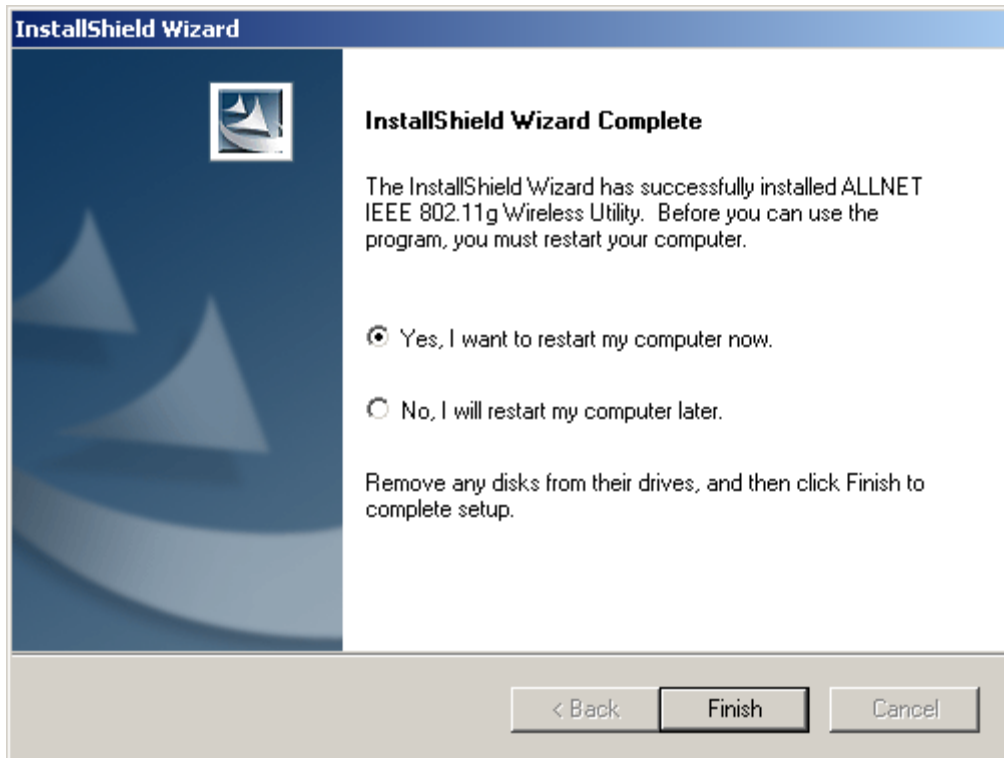 InstallShield Wizard
InstallShield Wizard Complete
The InstallShield Wizard has successfully installed ALLNET
IEEE 802.11g Wireless Utility.  Before you can use the
program, you must restart your computer.
Yes, I want to restart my computer now.
No, I will restart my computer later.
Remove any disks from their drives, and then click Finish to
complete setup.
< Back
Finish
Cancel